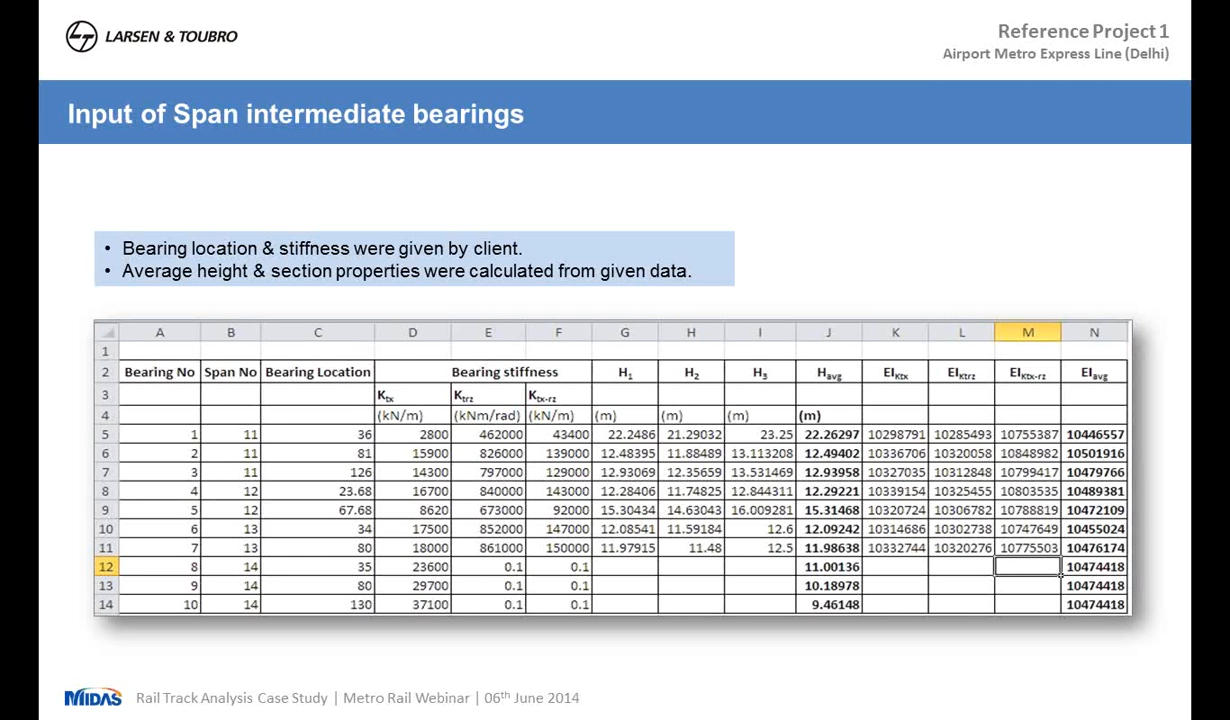 LARSEN & TOUBRO
Reference Project 1
Airport Metro Express Line (Delhi)
Input of Span intermediate bearings
• Bearing location & stiffness were given by client.
• Average height & section properties were calculated from given data.
A B C D E F G H I J K L M N
1
2 Bearing No Span No Bearing Location Bearing stiffness H1 H2 H3 Havg EIKtx EIKtrz EIKtx-rz EIavg
3 Ktx Ktrz Ktx-rz
4 (kN/m) (kNm/rad) (kN/m) (m) (m) (m) (m)
5 1 11 36 2800 462000 43400 22.2486 21.29032 23.25 22.26297 10298791 10285493 10755387 10446557
6 2 11 81 15900 826000 139000 12.48395 11.88489 13.113208 12.49402 10336706 10320058 10848982 10501916
7 3 11 126 14300 797000 129000 12.93069 12.35659 13.531469 12.93958 10327035 10312848 10799417 10479766
8 4 12 23.68 16700 840000 143000 12.28406 11.74825 12.844311 12.29221 10339154 10325455 10803535 10489381
9 5 12 67.68 8620 673000 92000 15.30434 14.63043 16.009281 15.31468 10320724 10306782 10788819 10472109
10 6 13 34 17500 852000 147000 12.08541 11.59184 12.6 12.09242 10314686 10302738 10747649 10455024
11 7 13 80 18000 861000 150000 11.97915 11.48 12.5 11.98638 10332744 10320276 10775503 10476174
12 8 14 35 23600 0.1 0.1 11.00136 10474418
13 9 14 80 29700 0.1 0.1 10.18978 10474418
14 10 14 130 37100 0.1 0.1 9.46148 10474418
MIDAS Rail Track Analysis Case Study | Metro Rail Webinar | 06th June 2014